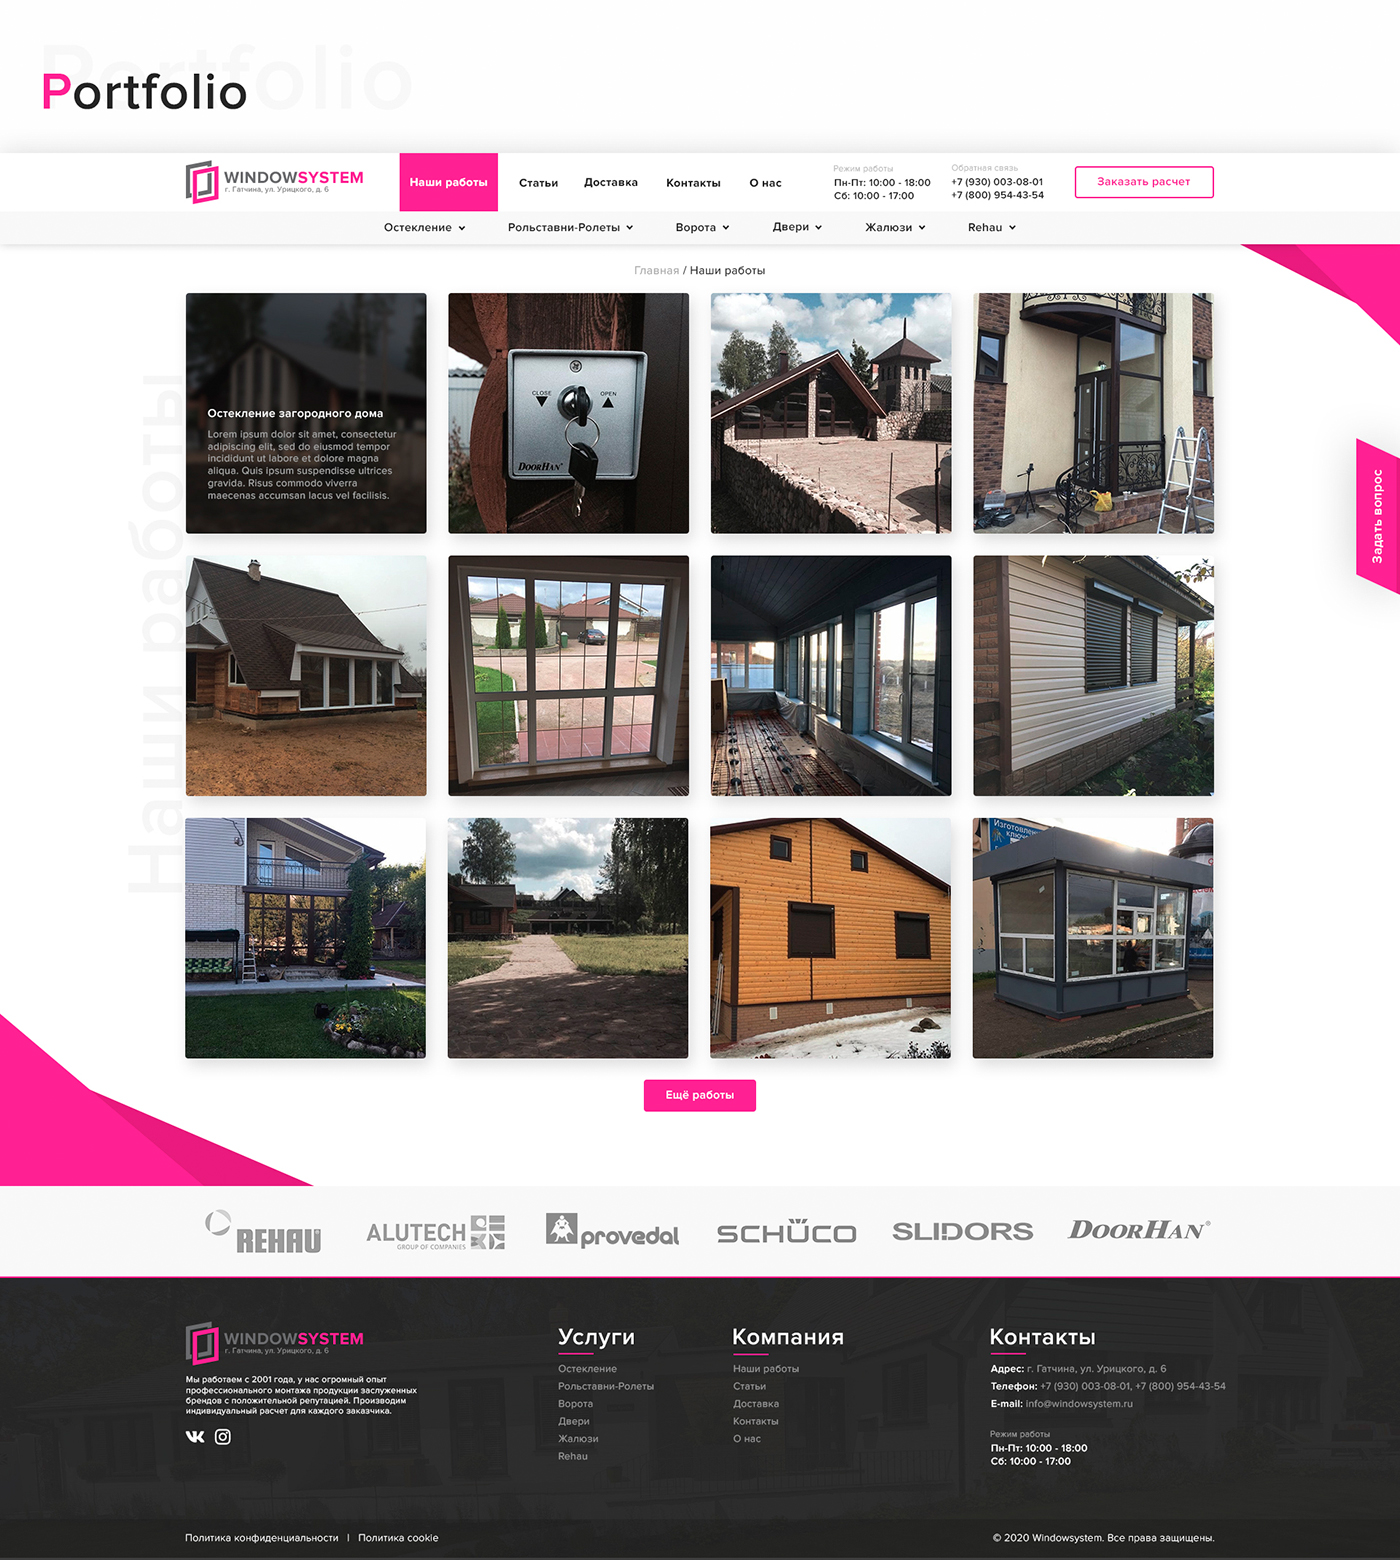 Portfolio
Portfolio
WINDOWSYSTEM
г. Гатчина, ул. Урицкого, д. 6
Наши работы
Статьи
Доставка
Контакты
О нас
Режим работы
Пн-Пт: 10:00 - 18:00
Сб: 10:00 - 17:00
Обратная связь
+7 (930) 003-08-01
+7 (800) 954-43-54
Заказать расчет
Остекление
Рольставни-Ролеты
Ворота
Двери
Жалюзи
Rehau
Главная / Наши работы
Наши работы
Остекление загородного дома
Lorem ipsum dolor sit amet, consectetur
adipiscing elit, sed do eiusmod tempor
incididunt ut labore et dolore magna
aliqua. Quis ipsum suspendisse ultrices
gravida. Risus commodo viverra
maecenas accumsan lacus vel facilisis.
CLOSE
OPEN
DOORHAN®
Задать вопрос
Изготовлен
ключе
Ещё работы
REHAU
ALUTECH
GROUP OF COMPANIES
provedal
SCHÜCO
SLIDORS
DOORHAN®
WINDOWSYSTEM
г. Гатчина, ул. Урицкого, д. 6
Мы работаем с 2001 года, у нас огромный опыт
профессионального монтажа продукции заслуженных
брендов с положительной репутацией. Производим
индивидуальный расчет для каждого заказчика.
Услуги
Остекление
Рольставни-Ролеты
Ворота
Двери
Жалюзи
Rehau
Компания
Наши работы
Статьи
Доставка
Контакты
О нас
Контакты
Адрес: г. Гатчина, ул. Урицкого, д. 6
Телефон: +7 (930) 003-08-01, +7 (800) 954-43-54
E-mail: info@windowsystem.ru
Режим работы
Пн-Пт: 10:00 - 18:00
Сб: 10:00 - 17:00
Политика конфиденциальности | Политика cookie
© 2020 Windowsystem. Все права защищены.